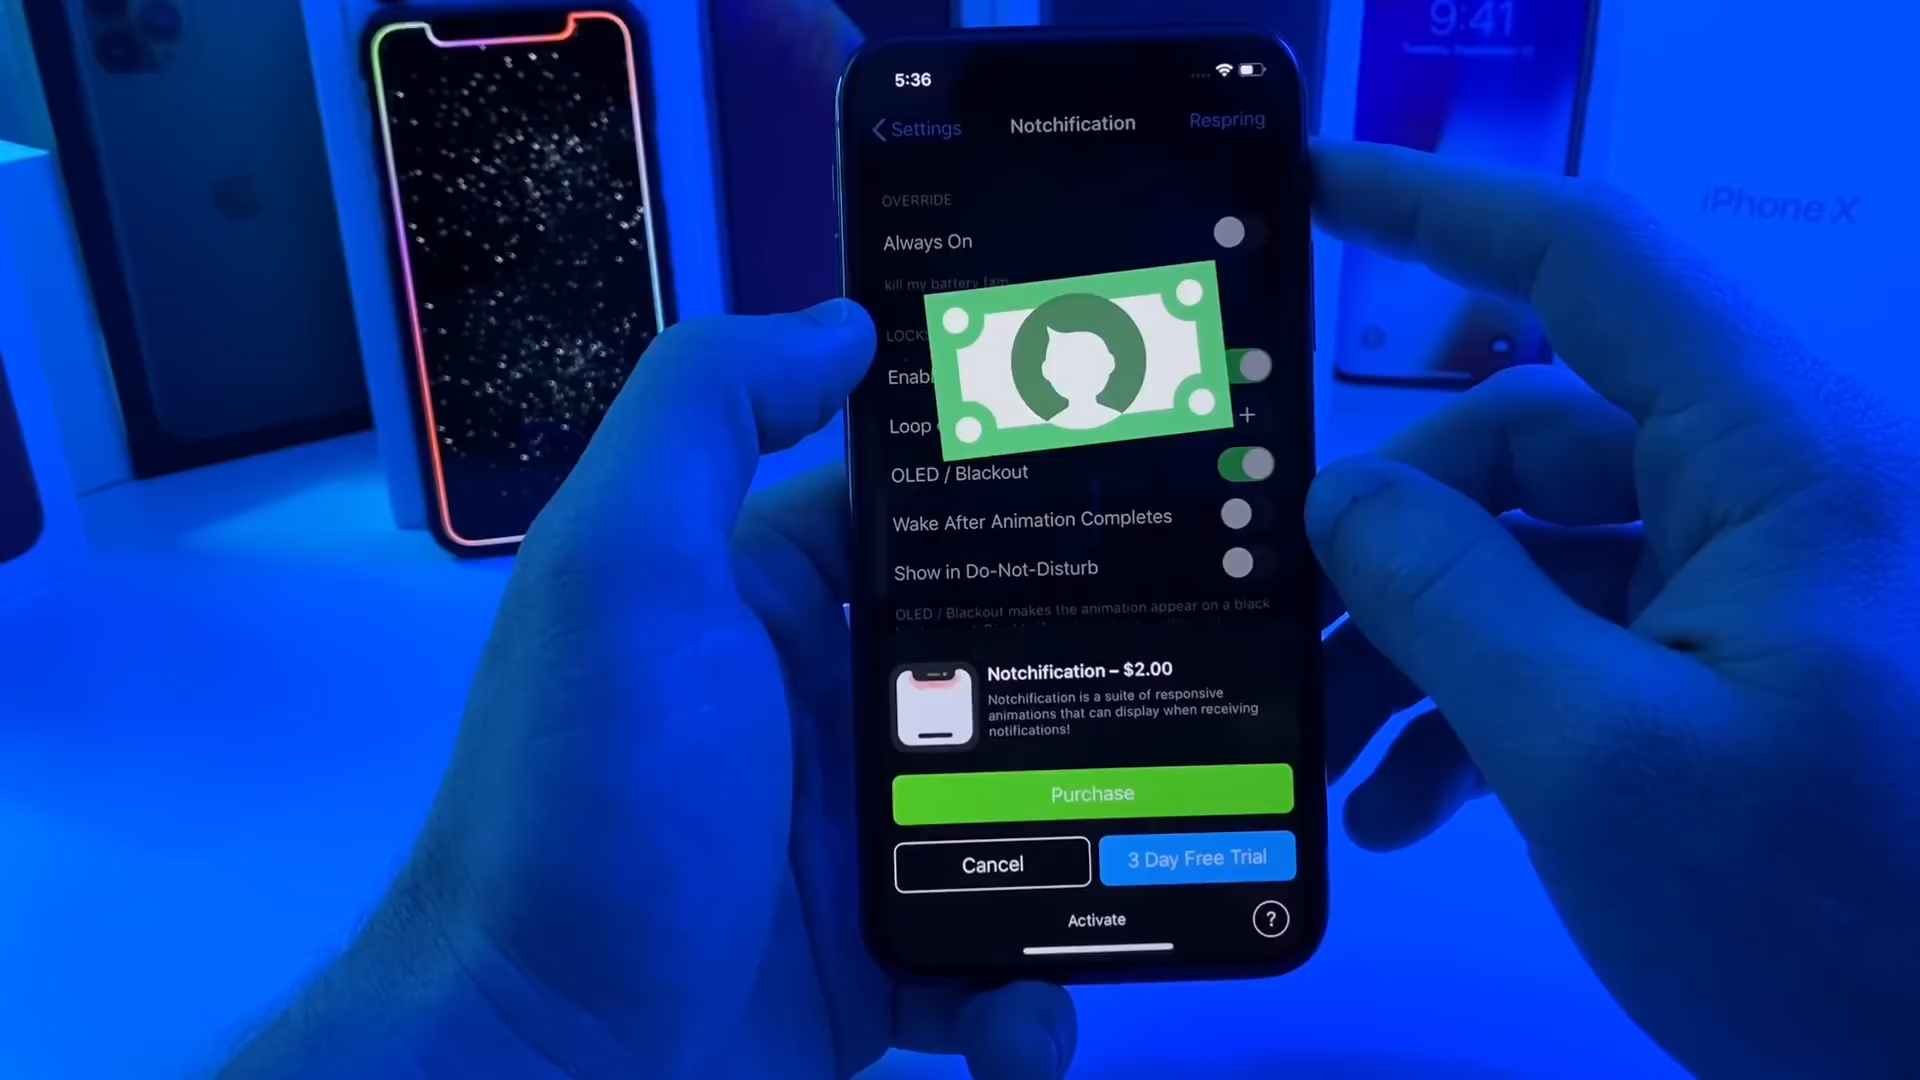 9:41
5:36
Settings
Notchification
Respring
iPhone X
OVERRIDE
Always On
kill my battery fam
LOCK
Enabl
Loop
+
OLED / Blackout
Wake After Animation Completes
Show in Do-Not-Disturb
OLED / Blackout makes the animation appear on a black
Notchification – $2.00
Notchification is a suite of responsive
animations that can display when receiving
notifications!
Purchase
Cancel
3 Day Free Trial
Activate
?